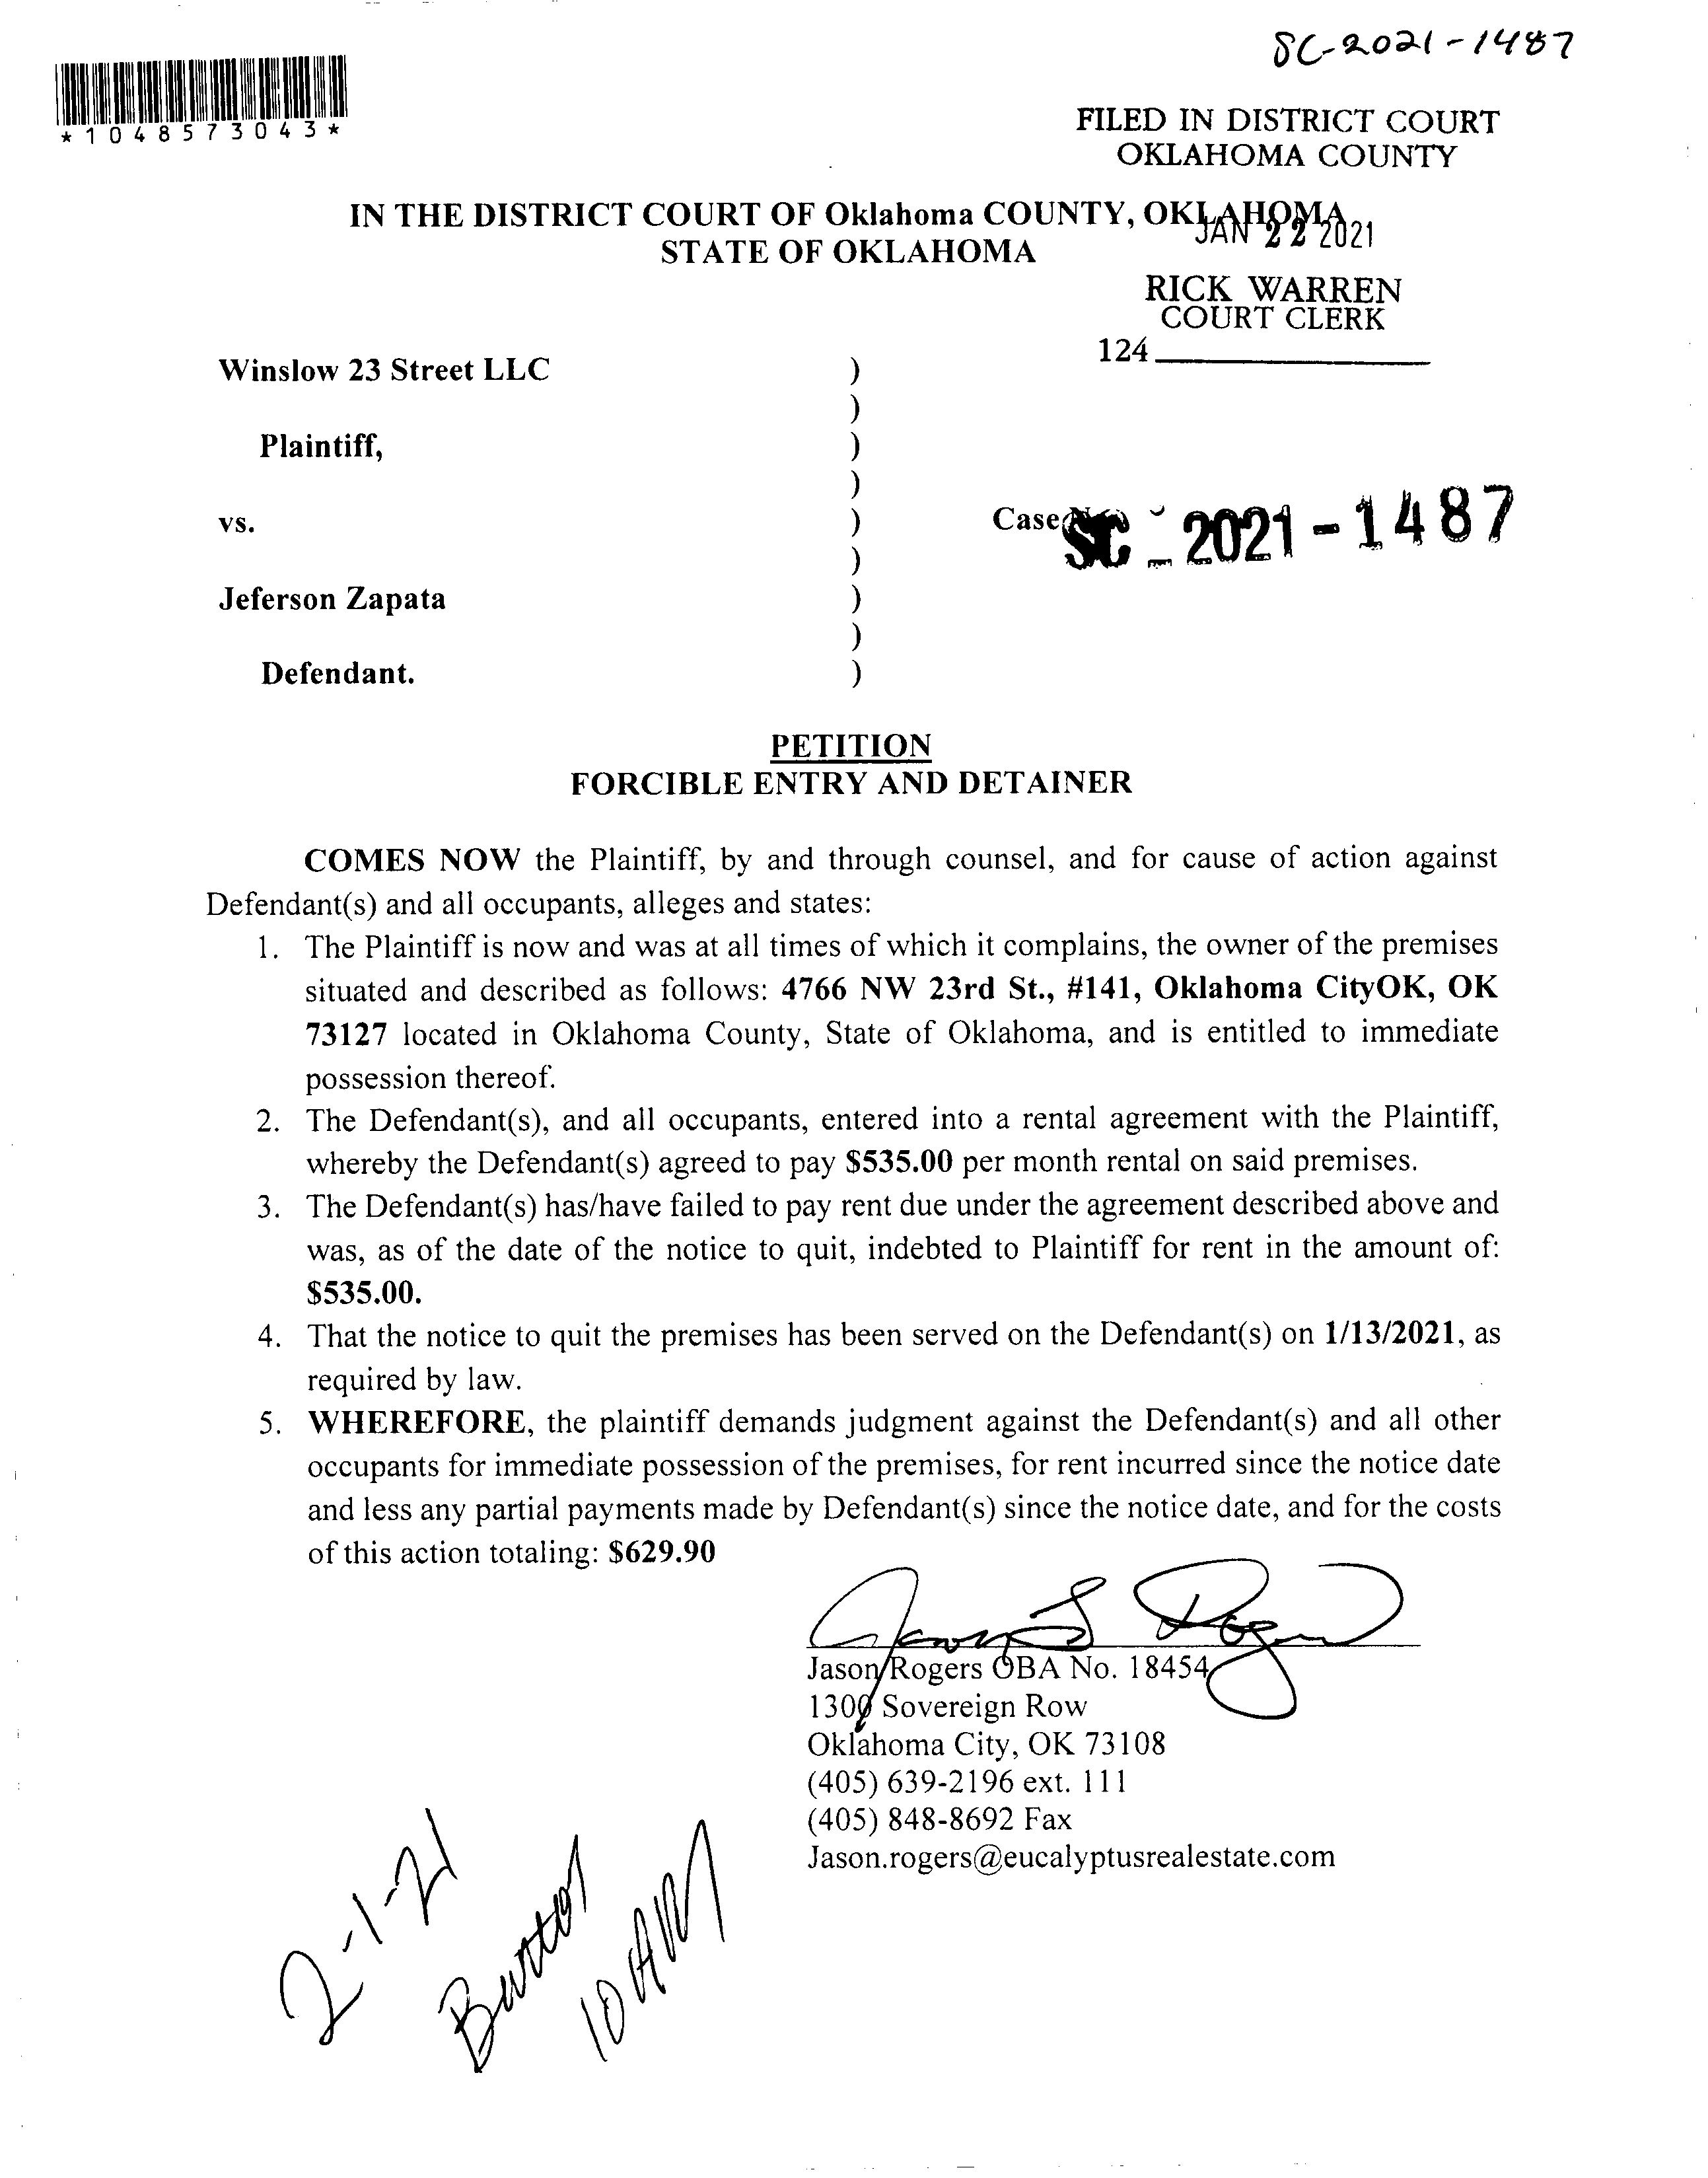 SC-2021-1487
*1048573043*
FILED IN DISTRICT COURT
OKLAHOMA COUNTY
IN THE DISTRICT COURT OF Oklahoma COUNTY, OKLAHOMA
JAN 22 2021
STATE OF OKLAHOMA
RICK WARREN
COURT CLERK
124
Winslow 23 Street LLC )
)
Plaintiff, )
)
vs. ) Case SC - 2021-1487
)
Jeferson Zapata )
)
Defendant. )
PETITION
FORCIBLE ENTRY AND DETAINER
COMES NOW the Plaintiff, by and through counsel, and for cause of action against
Defendant(s) and all occupants, alleges and states:
1. The Plaintiff is now and was at all times of which it complains, the owner of the premises
situated and described as follows: 4766 NW 23rd St., #141, Oklahoma CityOK, OK
73127 located in Oklahoma County, State of Oklahoma, and is entitled to immediate
possession thereof.
2. The Defendant(s), and all occupants, entered into a rental agreement with the Plaintiff,
whereby the Defendant(s) agreed to pay $535.00 per month rental on said premises.
3. The Defendant(s) has/have failed to pay rent due under the agreement described above and
was, as of the date of the notice to quit, indebted to Plaintiff for rent in the amount of:
$535.00.
4. That the notice to quit the premises has been served on the Defendant(s) on 1/13/2021, as
required by law.
5. WHEREFORE, the plaintiff demands judgment against the Defendant(s) and all other
occupants for immediate possession of the premises, for rent incurred since the notice date
and less any partial payments made by Defendant(s) since the notice date, and for the costs
of this action totaling: $629.90
Jason Rogers OBA No. 18454
1300 Sovereign Row
Oklahoma City, OK 73108
(405) 639-2196 ext. 111
(405) 848-8692 Fax
Jason.rogers@eucalyptusrealestate.com
2-1-21
10 AM